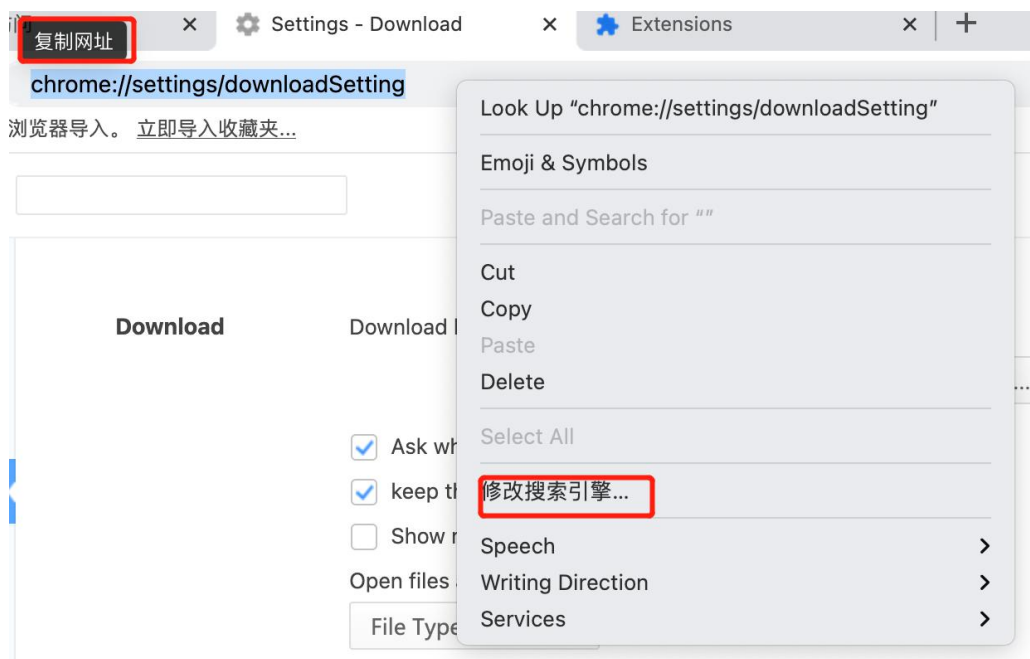 复制网址
Settings - Download
Extensions
chrome://settings/downloadSetting
浏览器导入。 立即导入收藏夹...
Look Up “chrome://settings/downloadSetting”
Emoji & Symbols
Paste and Search for “”
Cut
Copy
Paste
Delete
Select All
修改搜索引擎...
Speech
Writing Direction
Services
Download
Download
Ask
keep
Show
Open files
File Type
...